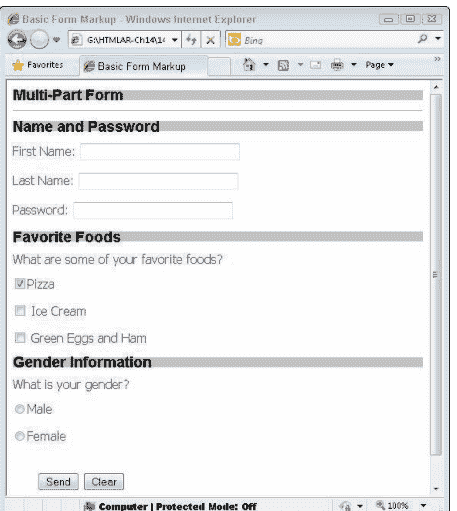 Basic Form Markup - Windows Internet Explorer
G:\HTMLAR-Ch14\14 Bing
Favorites Basic Form Markup Page
Multi-Part Form
Name and Password
First Name:
Last Name:
Password:
Favorite Foods
What are some of your favorite foods?
Pizza
Ice Cream
Green Eggs and Ham
Gender Information
What is your gender?
Male
Female
Send Clear
Computer | Protected Mode: Off 100%